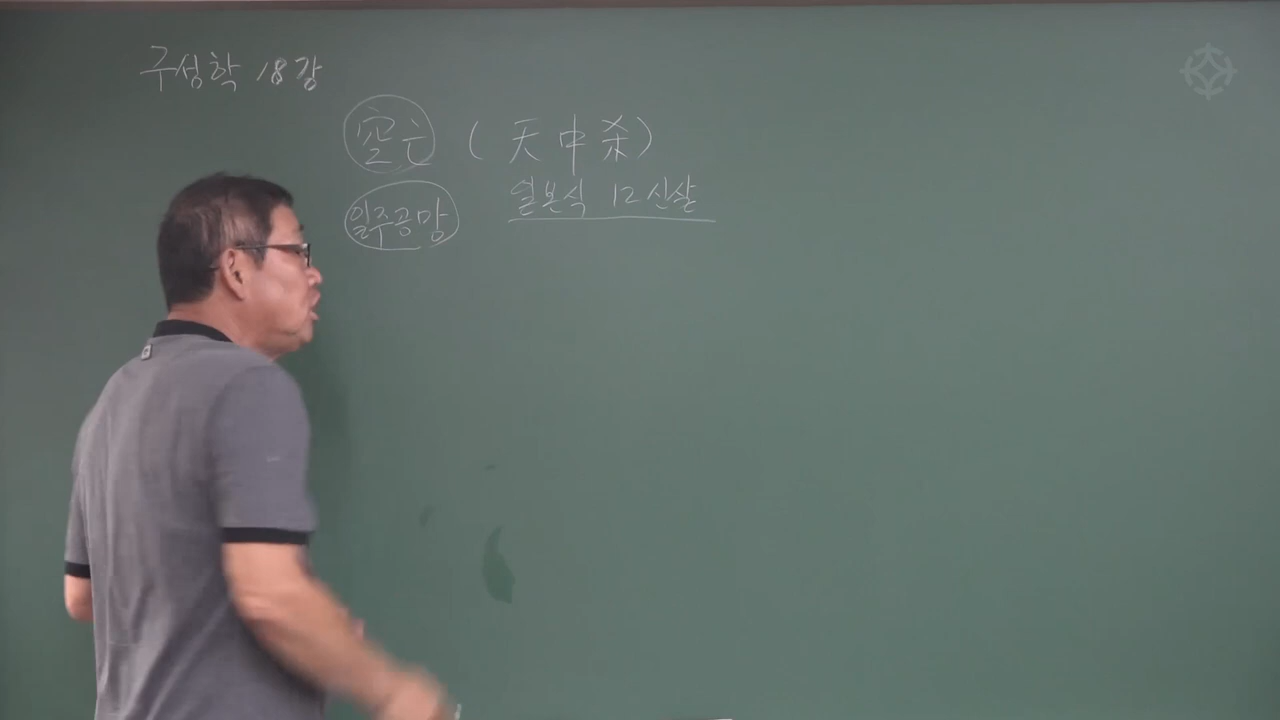 구성학 18강
空亡 (天中杀)
일본식 12신살
일주공망